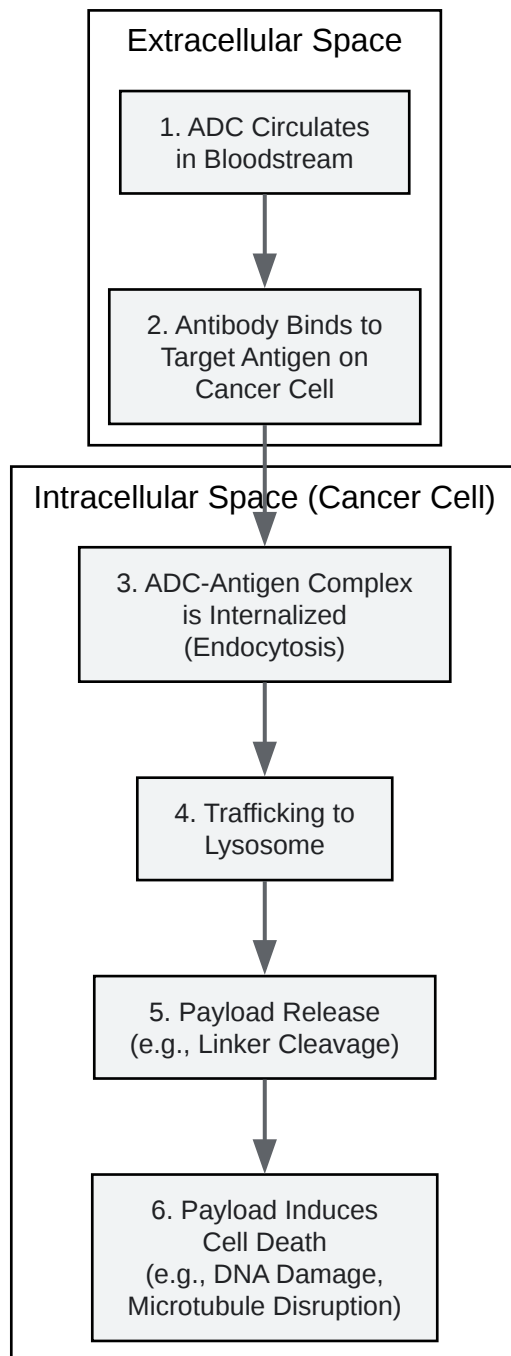 Extracellular Space
1. ADC Circulates
in Bloodstream
2. Antibody Binds to
Target Antigen on
Cancer Cell
Intracellular Space (Cancer Cell)
3. ADC-Antigen Complex
is Internalized
(Endocytosis)
4. Trafficking to
Lysosome
5. Payload Release
(e.g., Linker Cleavage)
6. Payload Induces
Cell Death
(e.g., DNA Damage,
Microtubule Disruption)